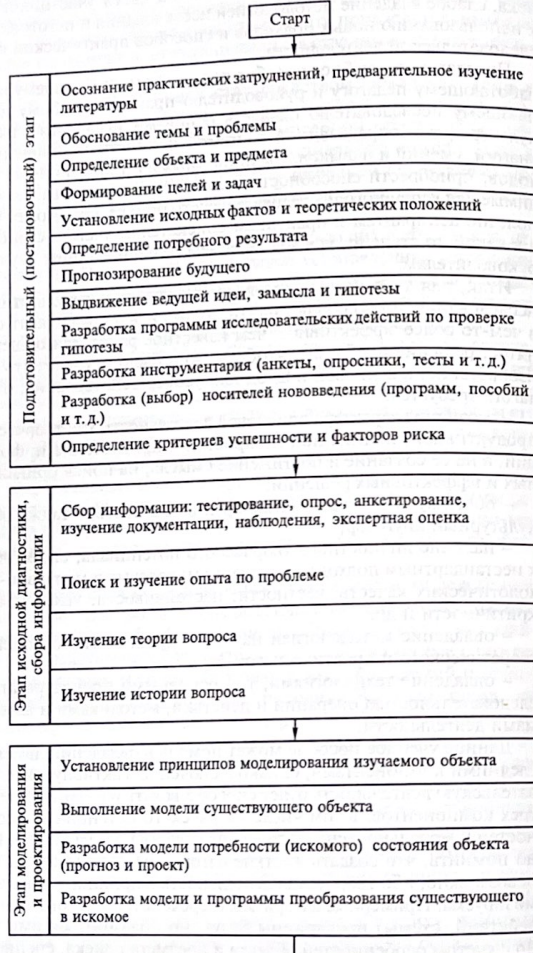 Старт
Подготовительный (постановочный) этап
Осознание практических затруднений, предварительное изучение
литературы
Обоснование темы и проблемы
Определение объекта и предмета
Формирование целей и задач
Установление исходных фактов и теоретических положений
Определение потребного результата
Прогнозирование будущего
Выдвижение ведущей идеи, замысла и гипотезы
Разработка программы исследовательских действий по проверке
гипотезы
Разработка инструментария (анкеты, опросники, тесты и т. д.)
Разработка (выбор) носителей нововведения (программ, пособий
и т. д.)
Определение критериев успешности и факторов риска
Этап исходной диагностики,
сбора информации
Сбор информации: тестирование, опрос, анкетирование,
изучение документации, наблюдения, экспертная оценка
Поиск и изучение опыта по проблеме
Изучение теории вопроса
Изучение истории вопроса
Этап моделирования
и проектирования
Установление принципов моделирования изучаемого объекта
Выполнение модели существующего объекта
Разработка модели потребности (искомого) состояния объекта
(прогноз и проект)
Разработка модели и программы преобразования существующего
в искомое